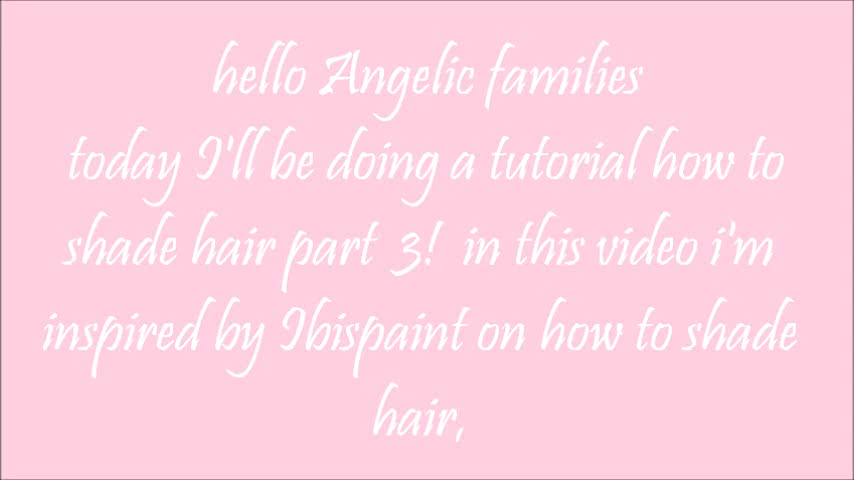 hello Angelic families
today I'll be doing a tutorial how to
shade hair part 3! in this video i'm
inspired by Ibispaint on how to shade
hair,